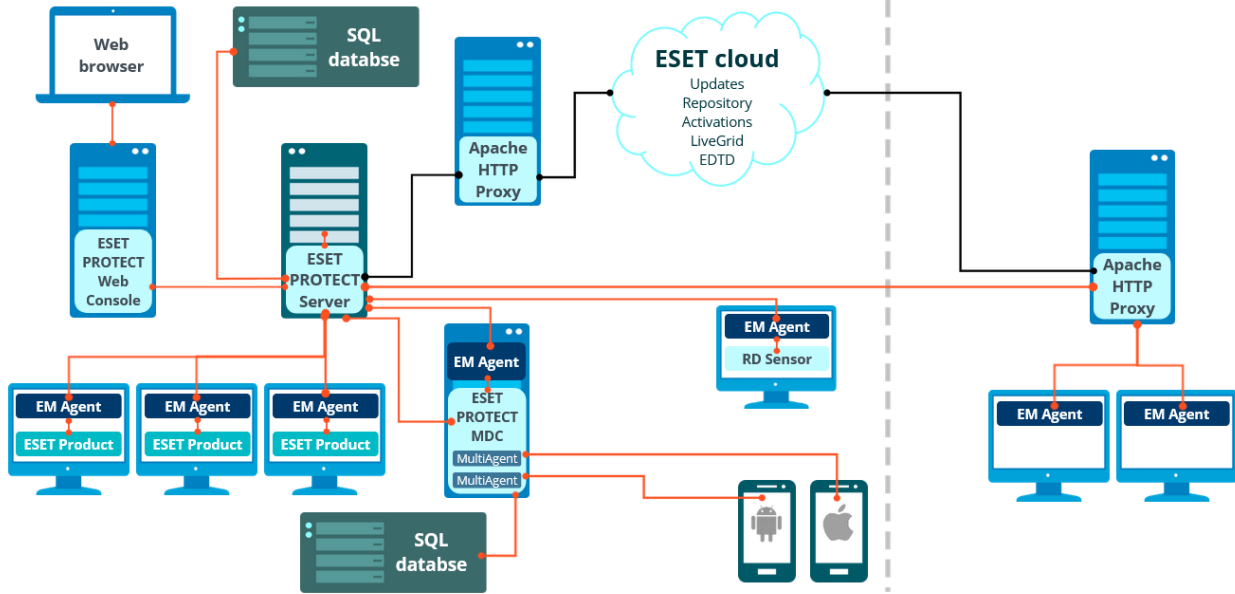 Web
browser
SQL
databse
ESET cloud
Updates
Repository
Activations
LiveGrid
EDTD
Apache
HTTP
Proxy
ESET
PROTECT
Web
Console
ESET
PROTECT
Server
Apache
HTTP
Proxy
EM Agent
RD Sensor
EM Agent
ESET
PROTECT
MDC
MultiAgent
MultiAgent
EM Agent
ESET Product
EM Agent
ESET Product
EM Agent
ESET Product
EM Agent
EM Agent
SQL
databse